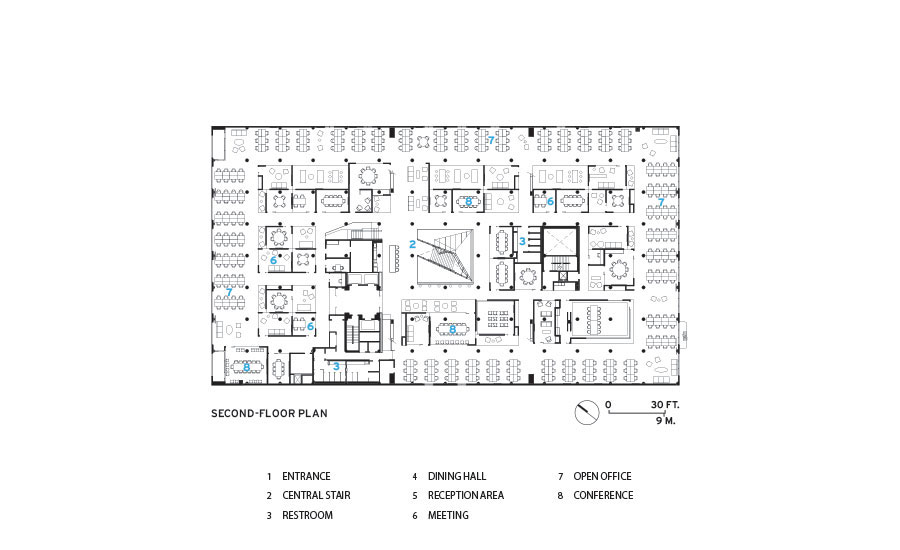 7
8
6
7
2
3
6
7
6
8
8
3
SECOND-FLOOR PLAN
0 30 FT.
9 M.
1 ENTRANCE
2 CENTRAL STAIR
3 RESTROOM
4 DINING HALL
5 RECEPTION AREA
6 MEETING
7 OPEN OFFICE
8 CONFERENCE